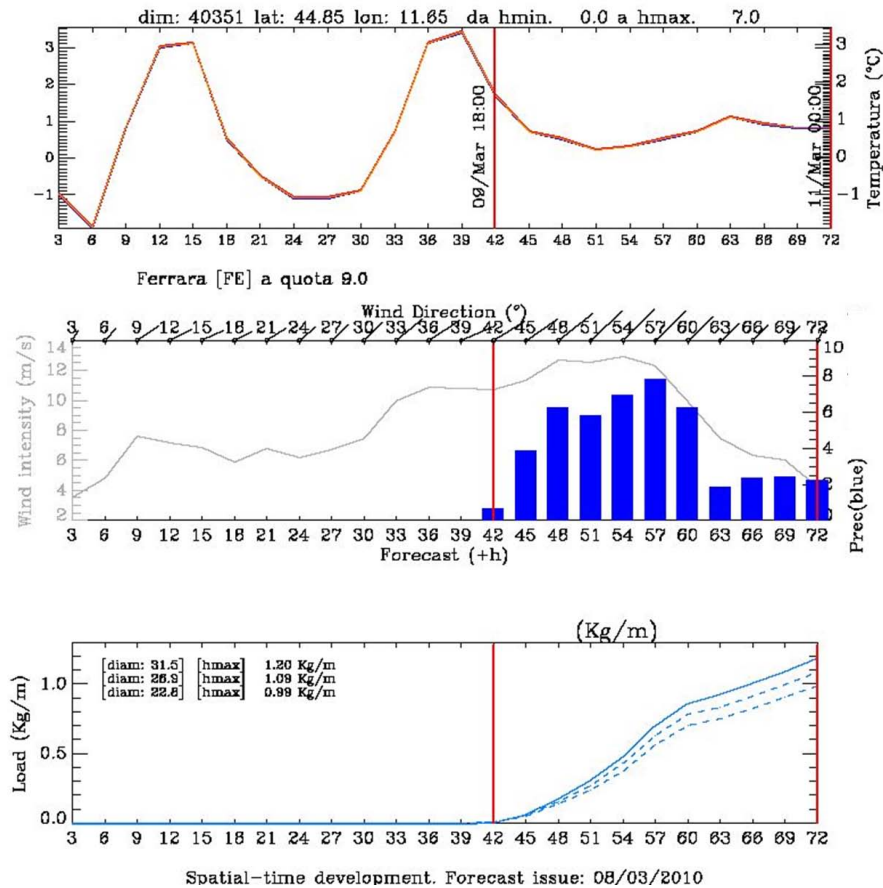 dim: 40351 lat: 44.85 lon: 11.65 da hmin. 0.0 a hmax. 7.0
3 2 1 0 -1
09/Mar 18:00
11/Mar 00:00
3 2 1 0 -1
Temperatura (°C)
3 6 9 12 15 18 21 24 27 30 33 36 39 42 45 48 51 54 57 60 63 66 69 72
Ferrara [FE] a quota 9.0
Wind Direction (°)
3 6 9 12 15 18 21 24 27 30 33 36 39 42 45 48 51 54 57 60 63 66 69 72
Wind intensity (m/s)
14 12 10 8 6 4 2
10 8 6 4 2 0
Prec(blue)
3 6 9 12 15 18 21 24 27 30 33 36 39 42 45 48 51 54 57 60 63 66 69 72
Forecast (+h)
(Kg/m)
Load (Kg/m)
1.0 0.5 0.0
[diam: 31.5] [hmax] 1.20 Kg/m
[diam: 26.9] [hmax] 1.09 Kg/m
[diam: 22.8] [hmax] 0.99 Kg/m
3 6 9 12 15 18 21 24 27 30 33 36 39 42 45 48 51 54 57 60 63 66 69 72
Spatial-time development. Forecast issue: 08/03/2010